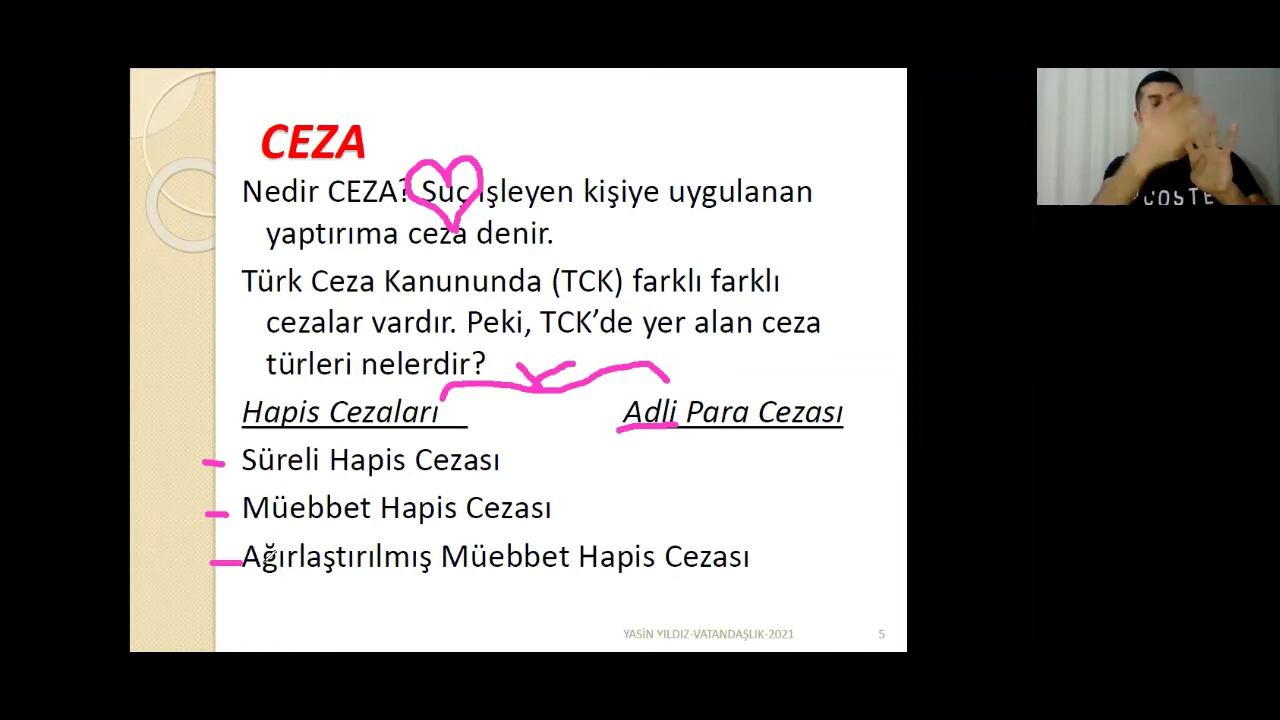 CEZA
Nedir CEZA? Suç işleyen kişiye uygulanan
yaptırıma ceza denir.
Türk Ceza Kanununda (TCK) farklı farklı
cezalar vardır. Peki, TCK’de yer alan ceza
türleri nelerdir?
Hapis Cezaları Adli Para Cezası
Süreli Hapis Cezası
Müebbet Hapis Cezası
Ağırlaştırılmış Müebbet Hapis Cezası
YASİN YILDIZ-VATANDAŞLIK-2021 5